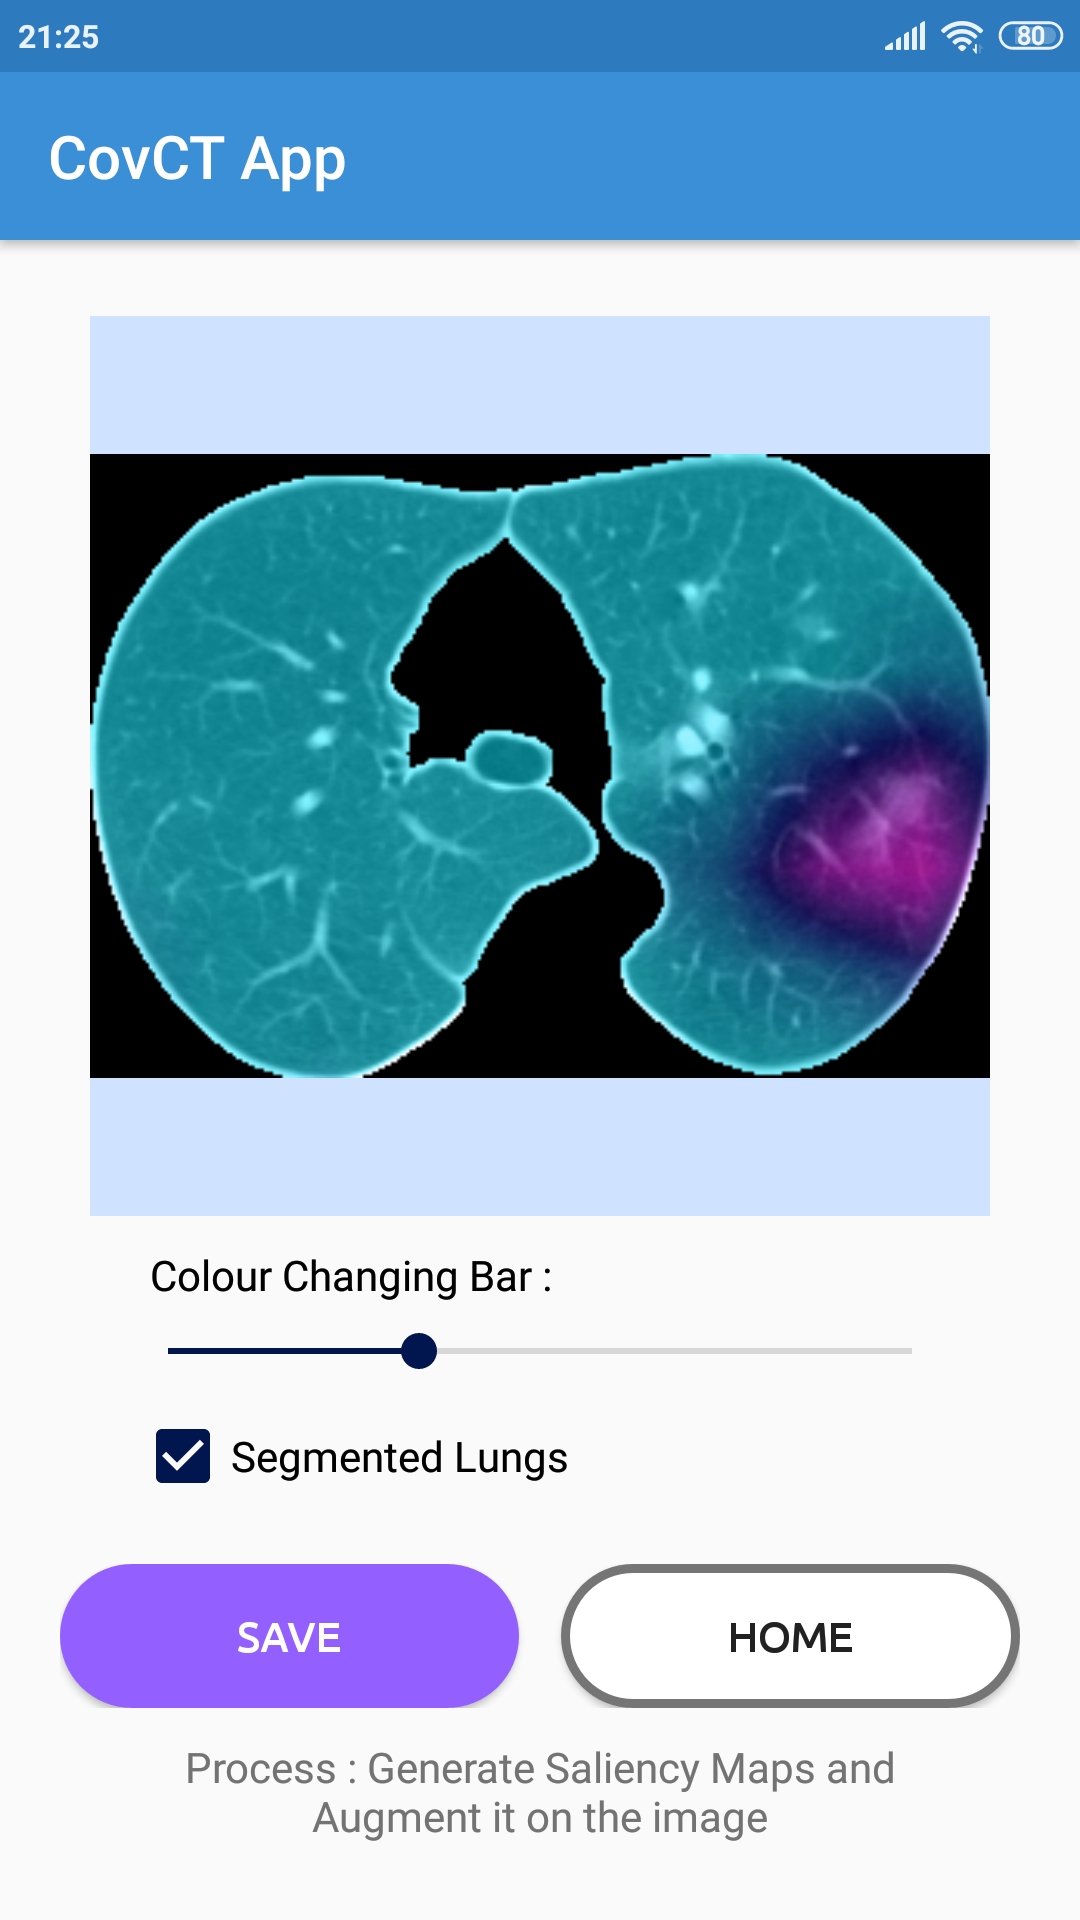 21:25
80
CovCT App
Colour Changing Bar :
Segmented Lungs
SAVE
HOME
Process : Generate Saliency Maps and
Augment it on the image